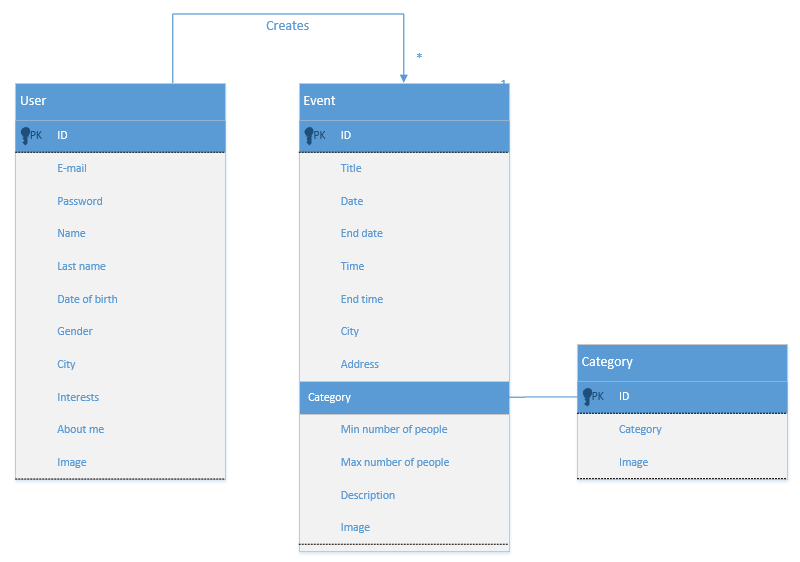 Creates
*
1
User
PK ID
E-mail
Password
Name
Last name
Date of birth
Gender
City
Interests
About me
Image
Event
PK ID
Title
Date
End date
Time
End time
City
Address
Category
Min number of people
Max number of people
Description
Image
Category
PK ID
Category
Image